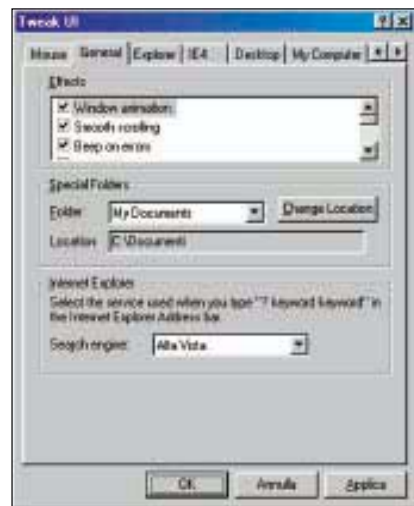 Tweak UI
Mouse General Explorer IE4 Desktop My Computer
Effects
Window animation
Smooth scrolling
Beep on errors
Special Folders
Folder: My Documents Change Location
Location: C:\Documenti
Internet Explorer
Select the service used when you type "? keyword keyword" in
the Internet Explorer Address bar.
Search engine: Alta Vista
OK Annulla Applica